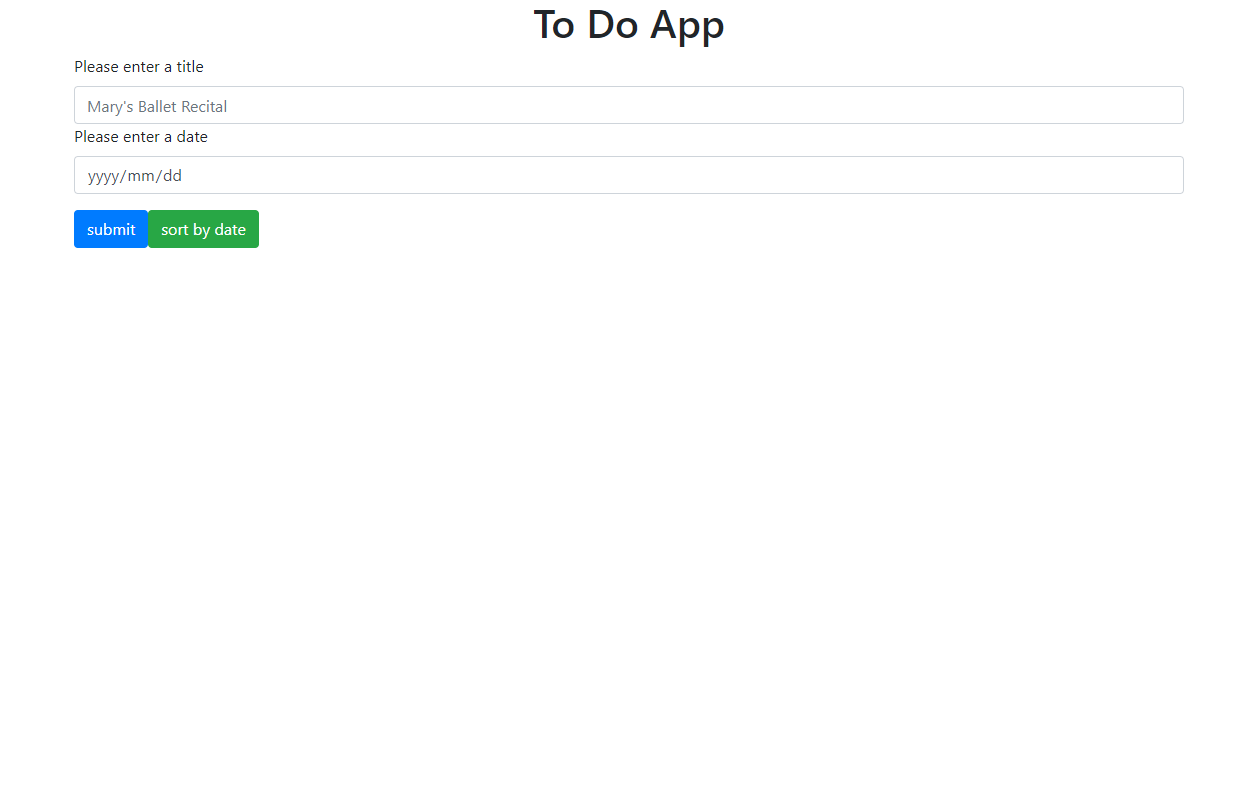 To Do App
Please enter a title
Mary's Ballet Recital
Please enter a date
yyyy/mm/dd
submit sort by date